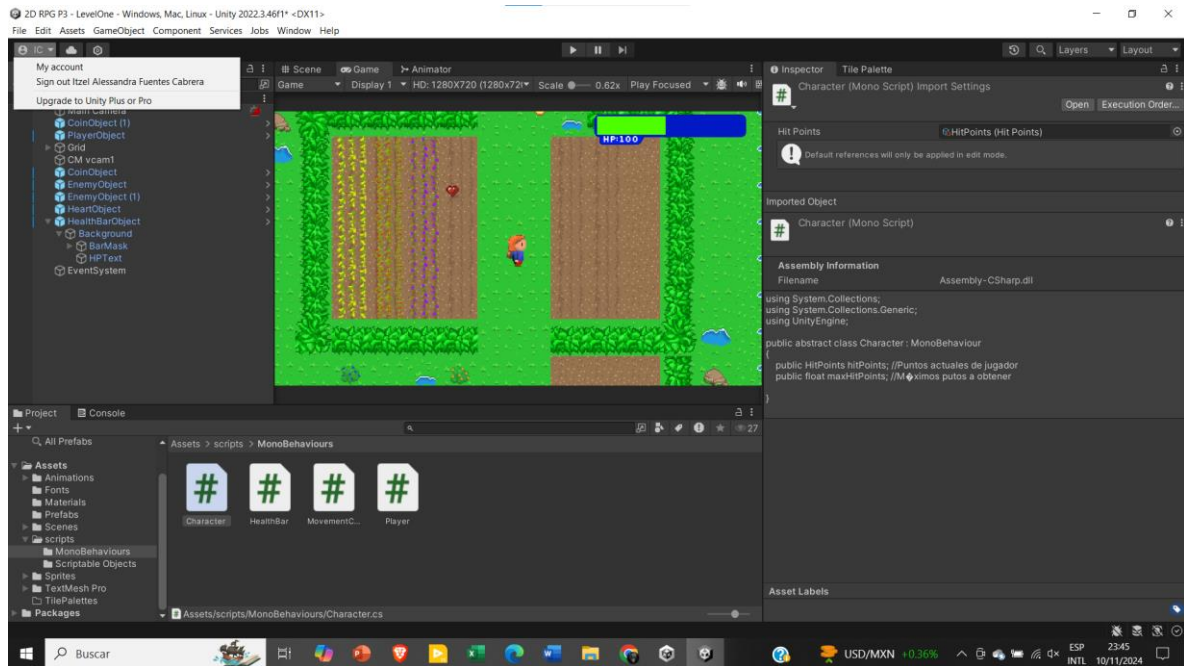 2D RPG P3 - LevelOne - Windows, Mac, Linux - Unity 2022.3.46f1* <DX11>
File Edit Assets GameObject Component Services Jobs Window Help
IC
Layers
Layout
My account
Sign out Itzel Alessandra Fuentes Cabrera
Upgrade to Unity Plus or Pro
Main Camera
CoinObject (1)
PlayerObject
Grid
CM vcam1
CoinObject
EnemyObject
EnemyObject (1)
HeartObject
HealthBarObject
Background
BarMask
HPText
EventSystem
Scene
Game
Animator
Game
Display 1
HD: 1280X720 (1280x72
Scale
0.62x
Play Focused
HP:100
Inspector
Tile Palette
Character (Mono Script) Import Settings
Open
Execution Order...
Hit Points
HitPoints (Hit Points)
Default references will only be applied in edit mode.
Imported Object
Character (Mono Script)
Assembly Information
Filename
Assembly-CSharp.dll
using System.Collections;
using System.Collections.Generic;
using UnityEngine;
public abstract class Character : MonoBehaviour
{
public HitPoints hitPoints; //Puntos actuales de jugador
public float maxHitPoints; //M�ximos putos a obtener
}
Asset Labels
Project
Console
27
All Prefabs
Assets
Animations
Fonts
Materials
Prefabs
Scenes
scripts
MonoBehaviours
Scriptable Objects
Sprites
TextMesh Pro
TilePalettes
Packages
Assets > scripts > MonoBehaviours
Character
HealthBar
MovementC...
Player
Assets/scripts/MonoBehaviours/Character.cs
Buscar
USD/MXN +0.36%
ESP
INTL
23:45
10/11/2024